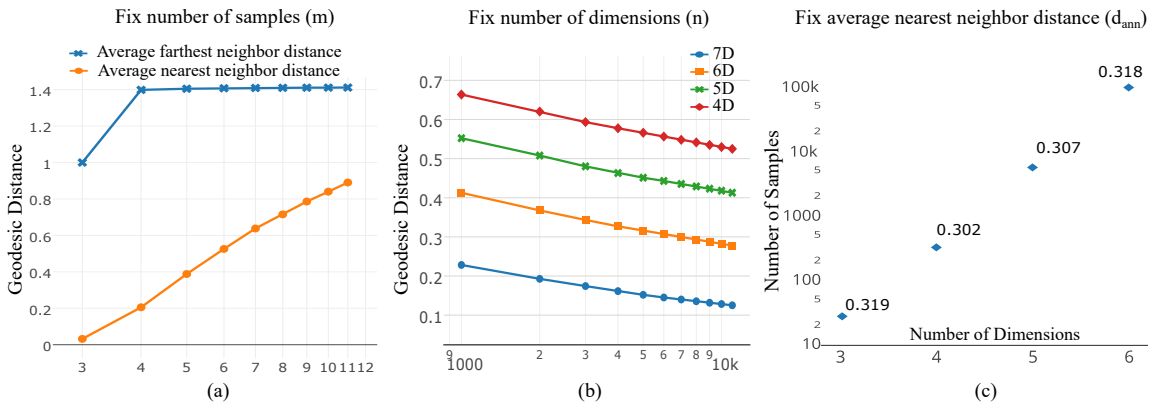 Fix number of samples (m)
Average farthest neighbor distance
Average nearest neighbor distance
Geodesic Distance
1.4
1.2
1
0.8
0.6
0.4
0.2
0
3 4 5 6 7 8 9 10 11 12
(a)
Fix number of dimensions (n)
7D
6D
5D
4D
Geodesic Distance
0.7
0.6
0.5
0.4
0.3
0.2
0.1
9 2 3 4 5 6 7 8 9
1000 10k
(b)
Fix average nearest neighbor distance (dann)
Number of Samples
100k
5
2
10k
5
2
1000
5
2
100
5
2
10
0.318
0.307
0.302
0.319
Number of Dimensions
3 4 5 6
(c)